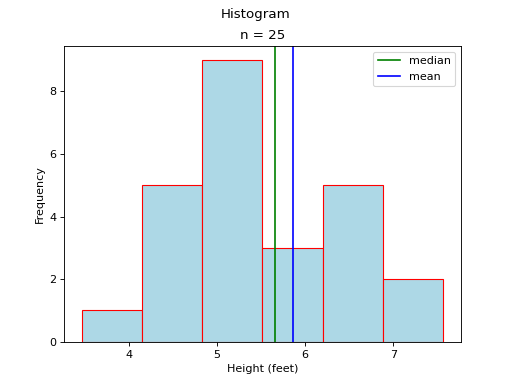 Histogram
n = 25
median
mean
8
6
4
2
0
Frequency
4 5 6 7
Height (feet)